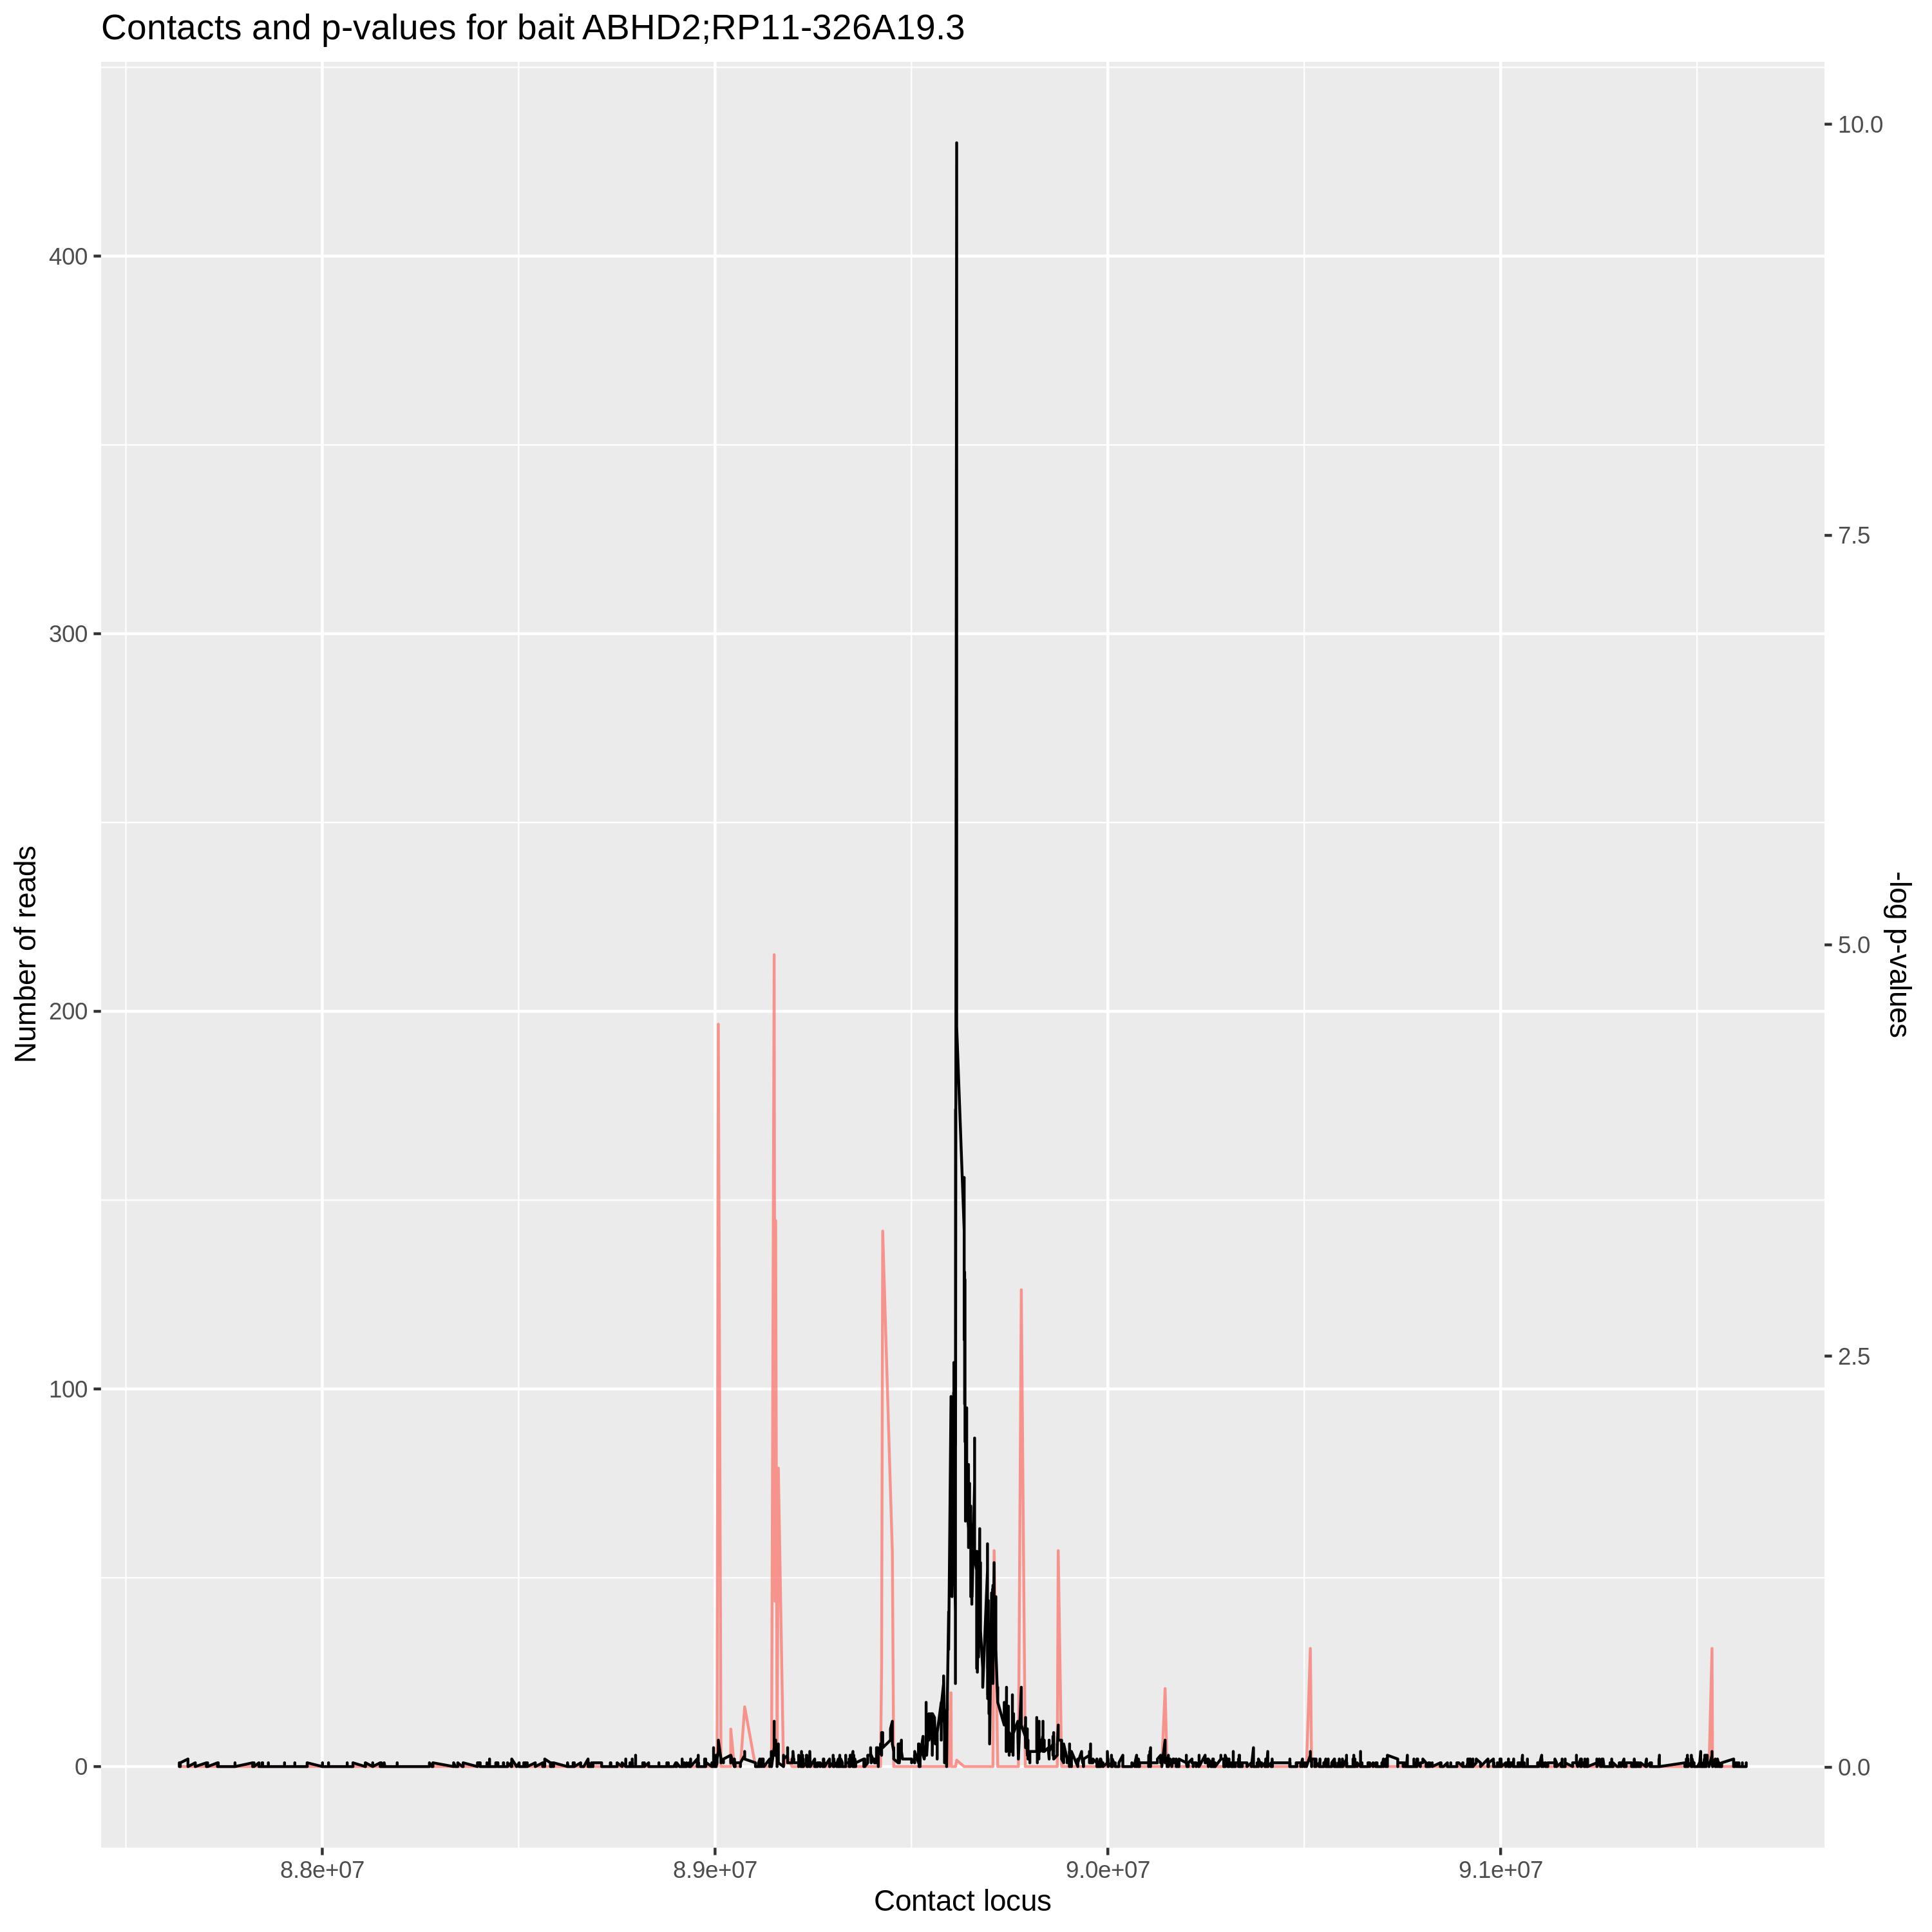 Contacts and p-values for bait ABHD2;RP11-326A19.3
10.0
400
7.5
300
Number of reads
5.0
-log p-values
200
2.5
100
0
0.0
8.8e+07 8.9e+07 9.0e+07 9.1e+07
Contact locus